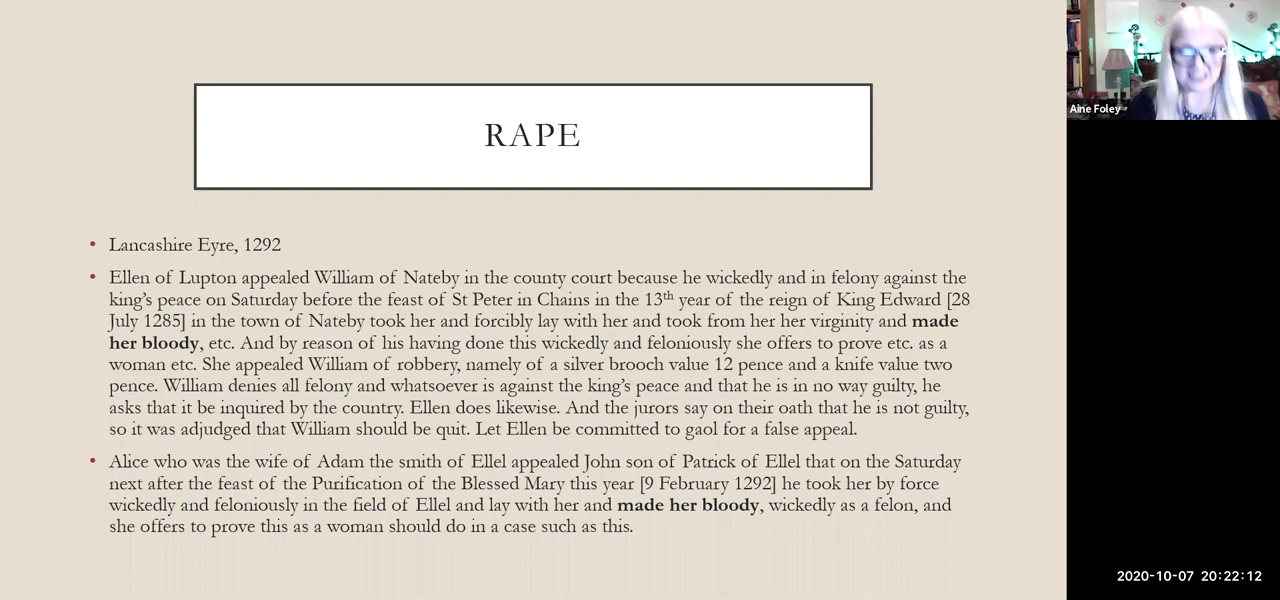 RAPE
• Lancashire Eyre, 1292
• Ellen of Lupton appealed William of Nateby in the county court because he wickedly and in felony against the
king's peace on Saturday before the feast of St Peter in Chains in the 13th year of the reign of King Edward [28
July 1285] in the town of Nateby took her and forcibly lay with her and took from her her virginity and made
her bloody, etc. And by reason of his having done this wickedly and feloniously she offers to prove etc. as a
woman etc. She appealed William of robbery, namely of a silver brooch value 12 pence and a knife value two
pence. William denies all felony and whatsoever is against the king's peace and that he is in no way guilty, he
asks that it be inquired by the country. Ellen does likewise. And the jurors say on their oath that he is not guilty,
so it was adjudged that William should be quit. Let Ellen be committed to gaol for a false appeal.
• Alice who was the wife of Adam the smith of Ellel appealed John son of Patrick of Ellel that on the Saturday
next after the feast of the Purification of the Blessed Mary this year [9 February 1292] he took her by force
wickedly and feloniously in the field of Ellel and lay with her and made her bloody, wickedly as a felon, and
she offers to prove this as a woman should do in a case such as this.
Aine Foley
2020-10-07 20:22:12